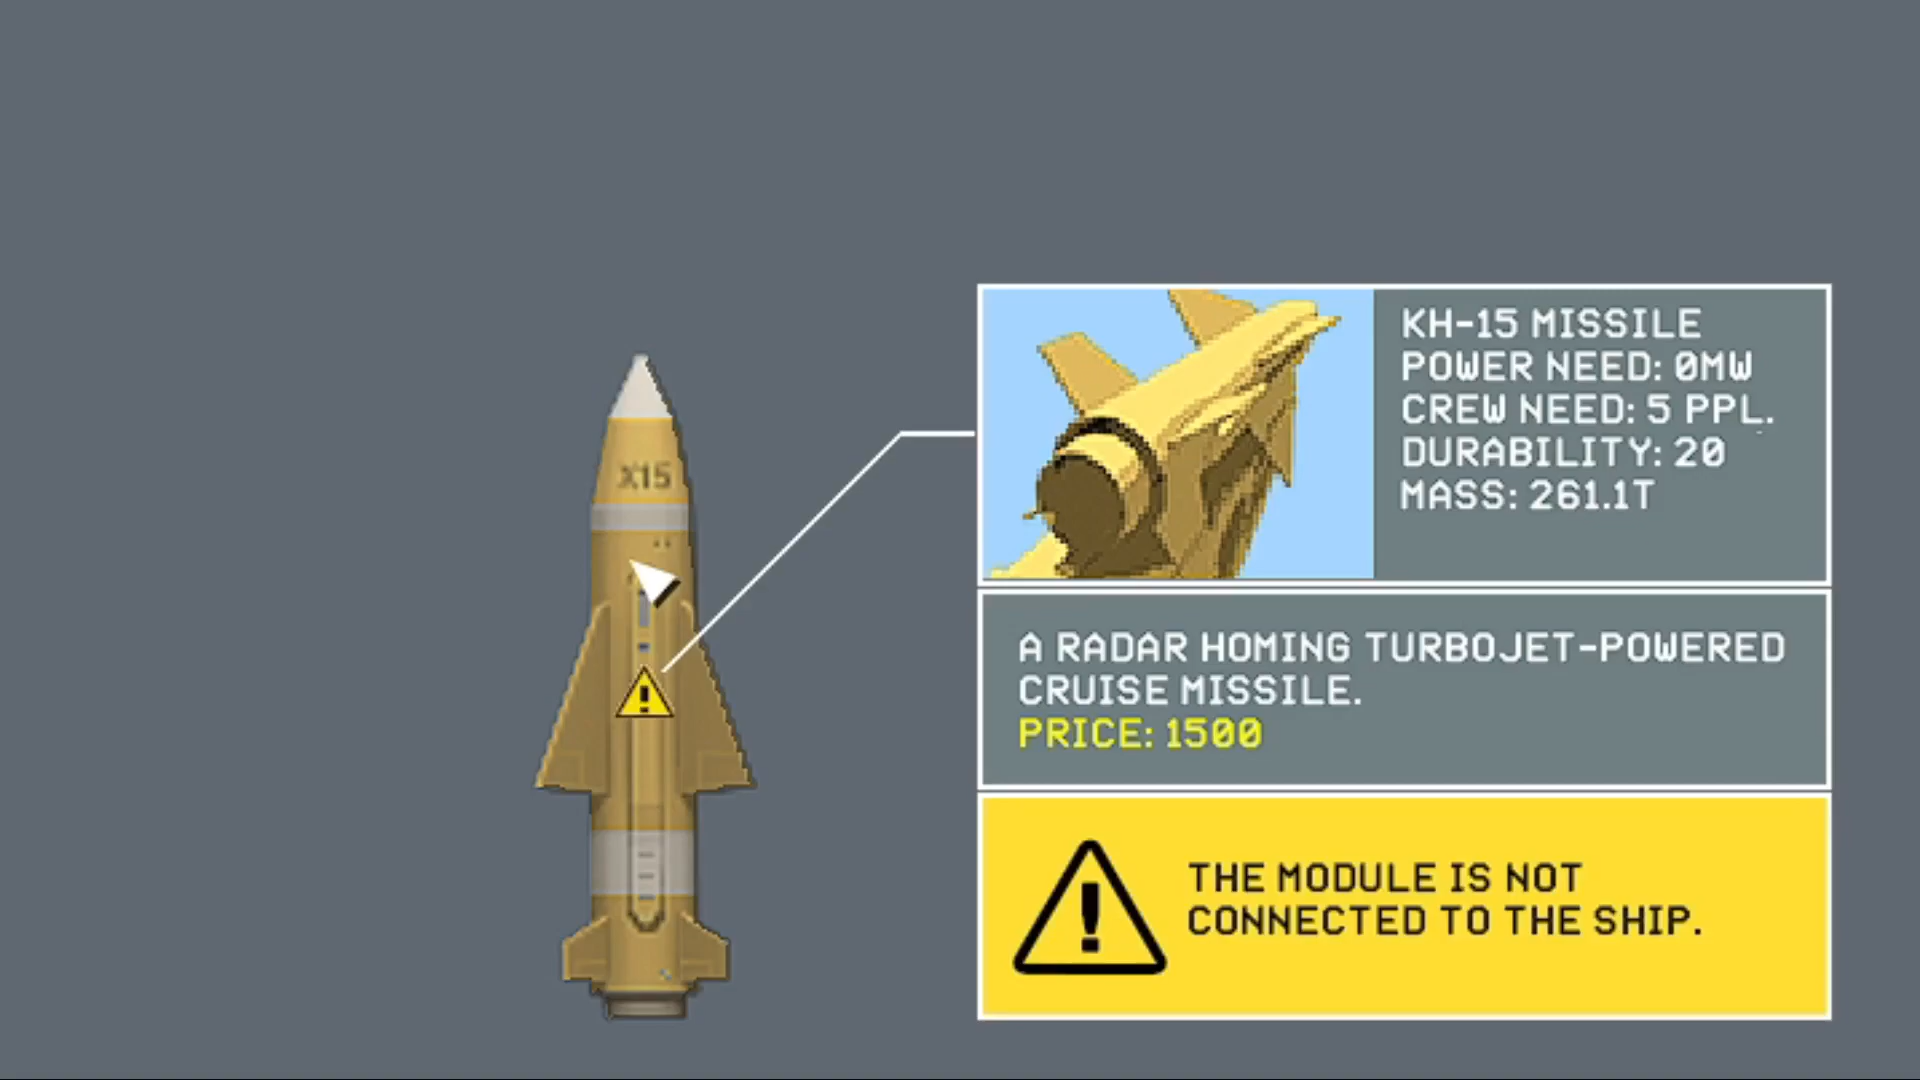 X15
KH-15 MISSILE
POWER NEED: 0MW
CREW NEED: 5 PPL.
DURABILITY: 20
MASS: 261.1T
A RADAR HOMING TURBOJET-POWERED
CRUISE MISSILE.
PRICE: 1500
THE MODULE IS NOT
CONNECTED TO THE SHIP.